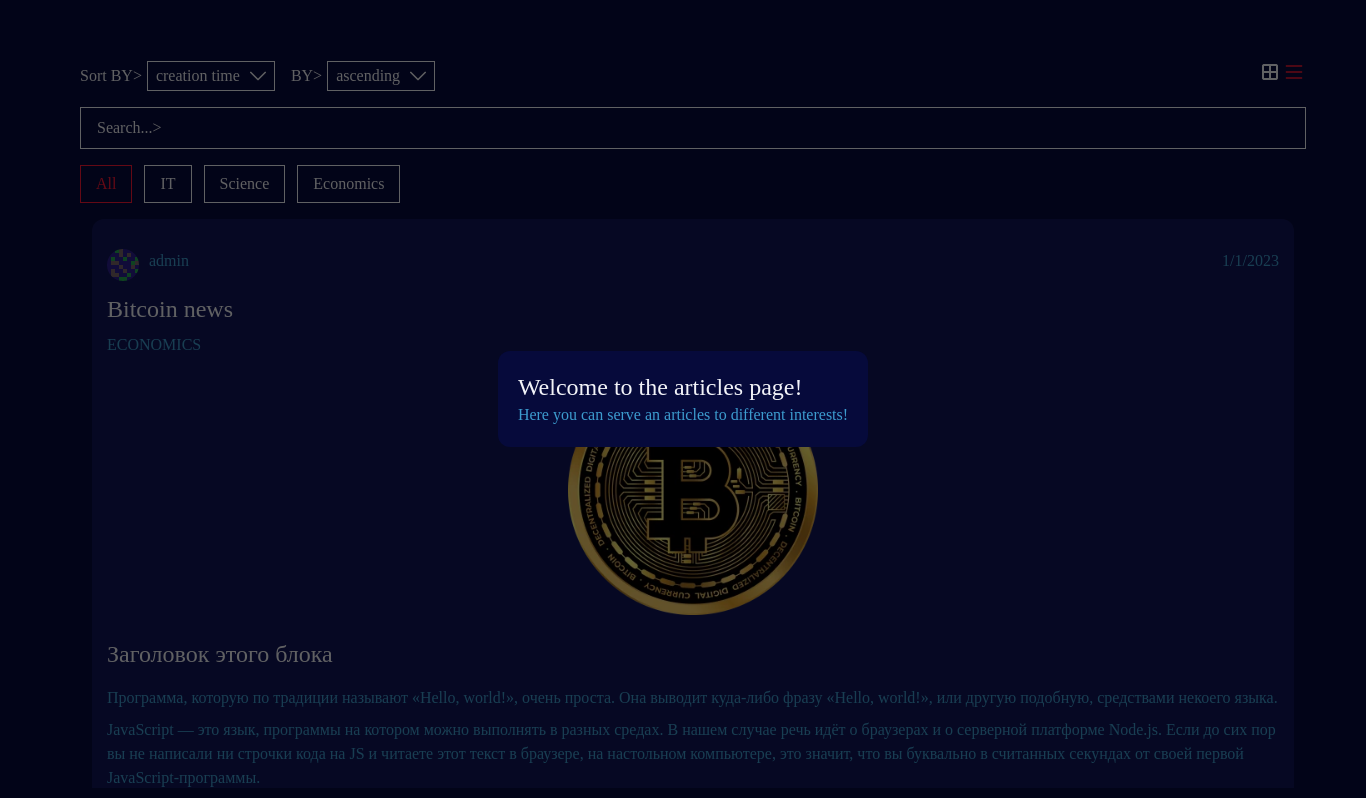 Sort BY> creation time BY> ascending
Search...>
All IT Science Economics
admin 1/1/2023
Bitcoin news
ECONOMICS
Welcome to the articles page!
Here you can serve an articles to different interests!
Заголовок этого блока
Программа, которую по традиции называют «Hello, world!», очень проста. Она выводит куда-либо фразу «Hello, world!», или другую подобную, средствами некоего языка.
JavaScript — это язык, программы на котором можно выполнять в разных средах. В нашем случае речь идёт о браузерах и о серверной платформе Node.js. Если до сих пор
вы не написали ни строчки кода на JS и читаете этот текст в браузере, на настольном компьютере, это значит, что вы буквально в считанных секундах от своей первой
JavaScript-программы.